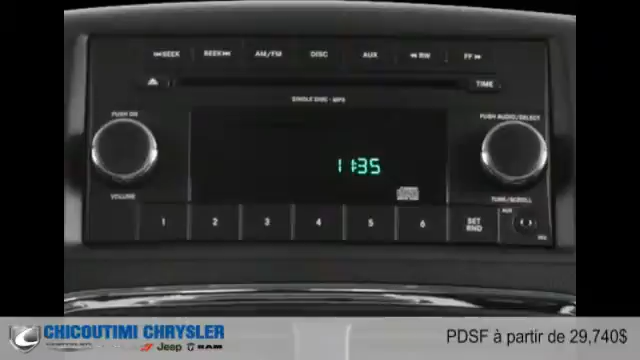 ⏮SEEK SEEK⏭ AM/FM DISC AUX ◀◀ RW FF ▶▶
TIME
SINGLE DISC - MP3
PUSH ON
PUSH AUDIO/SELECT
11:35
VOLUME
TUNE/SCROLL
1 2 3 4 5 6 SET RND
AUX
CHICOUTIMI CHRYSLER
Jeep RAM
PDSF à partir de 29,740$